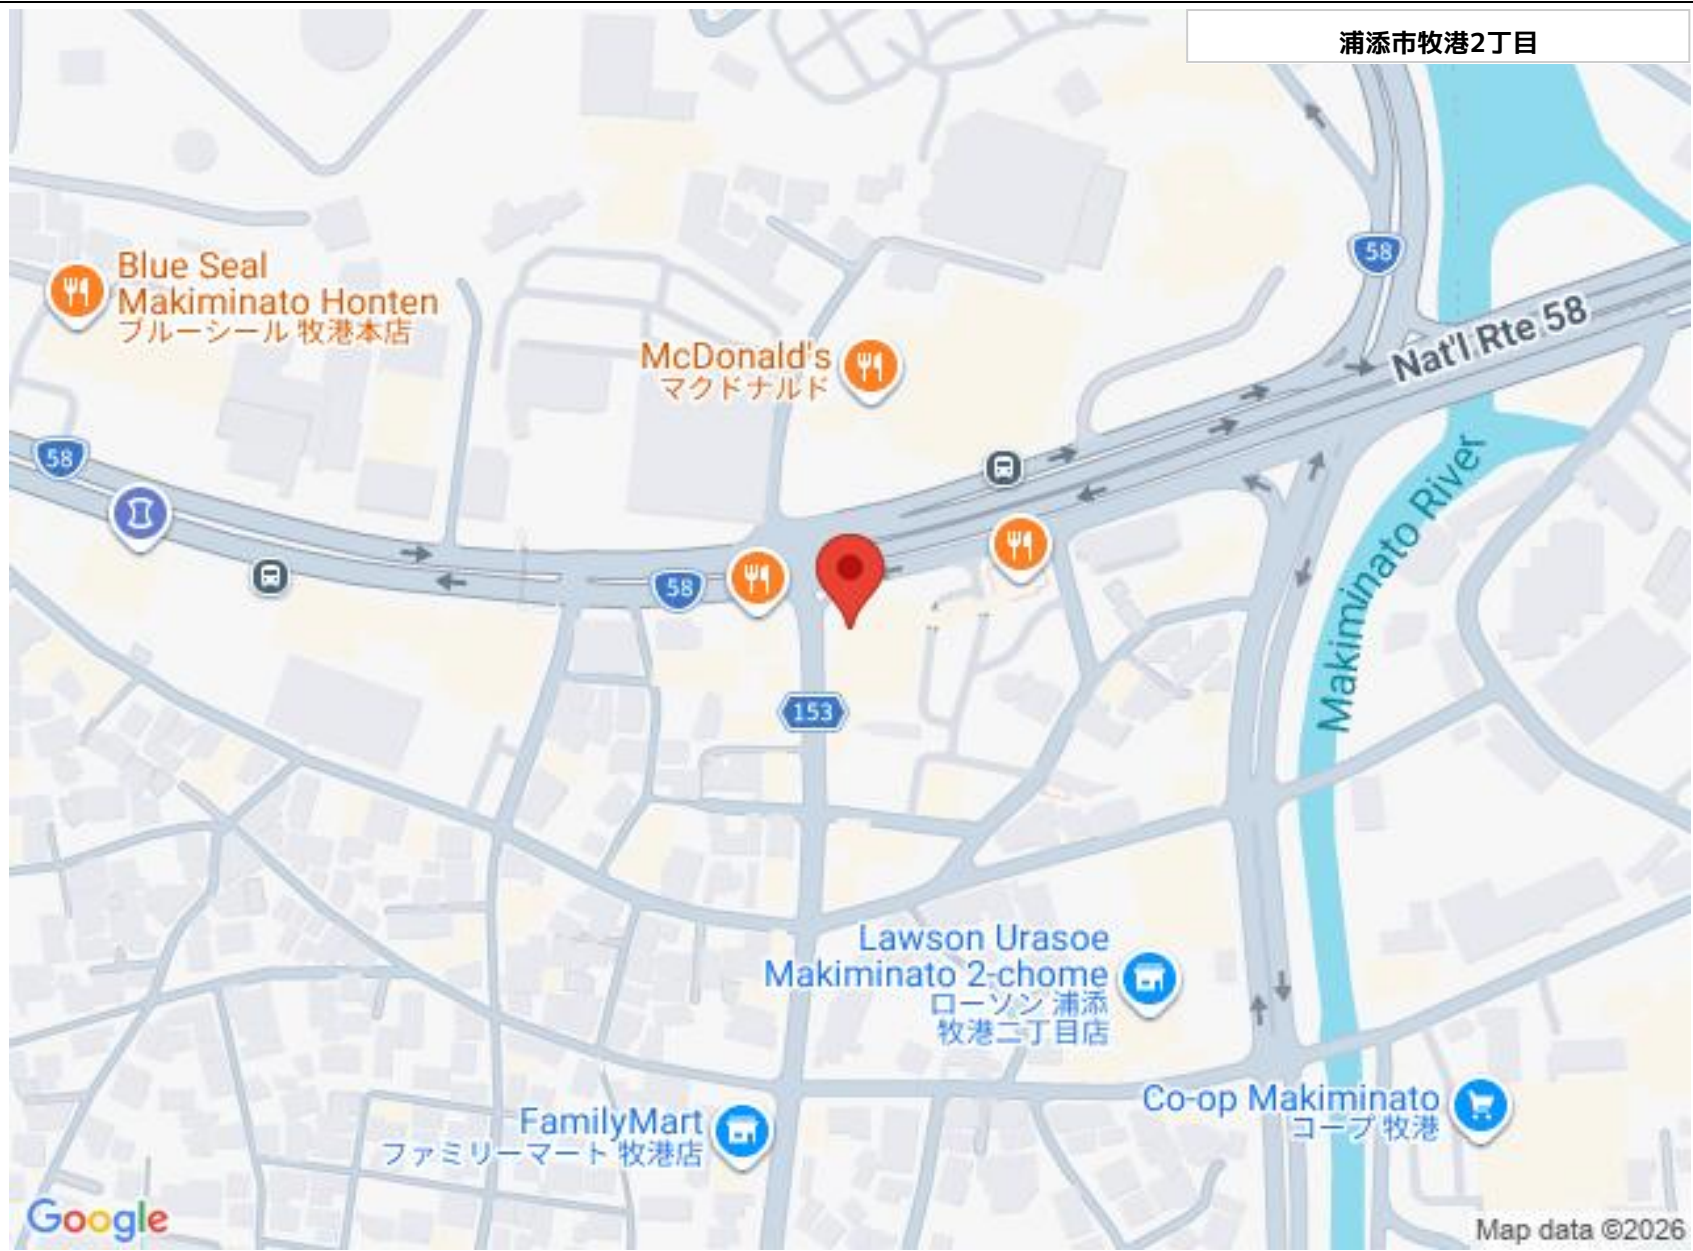 浦添市牧港2丁目
58
Blue Seal
Makiminato Honten
ブルーシール 牧港本店
McDonald's
マクドナルド
Nat'l Rte 58
58
58
Makiminato River
153
Lawson Urasoe
Makiminato 2-chome
ローソン 浦添
牧港二丁目店
Co-op Makiminato
コープ 牧港
FamilyMart
ファミリーマート 牧港店
Google
Map data ©2026